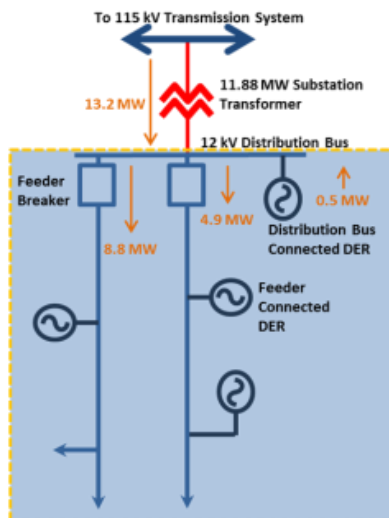 To 115 kV Transmission System
13.2 MW
11.88 MW Substation
Transformer
12 kV Distribution Bus
Feeder
Breaker
8.8 MW
4.9 MW
0.5 MW
Distribution Bus
Connected DER
Feeder
Connected
DER